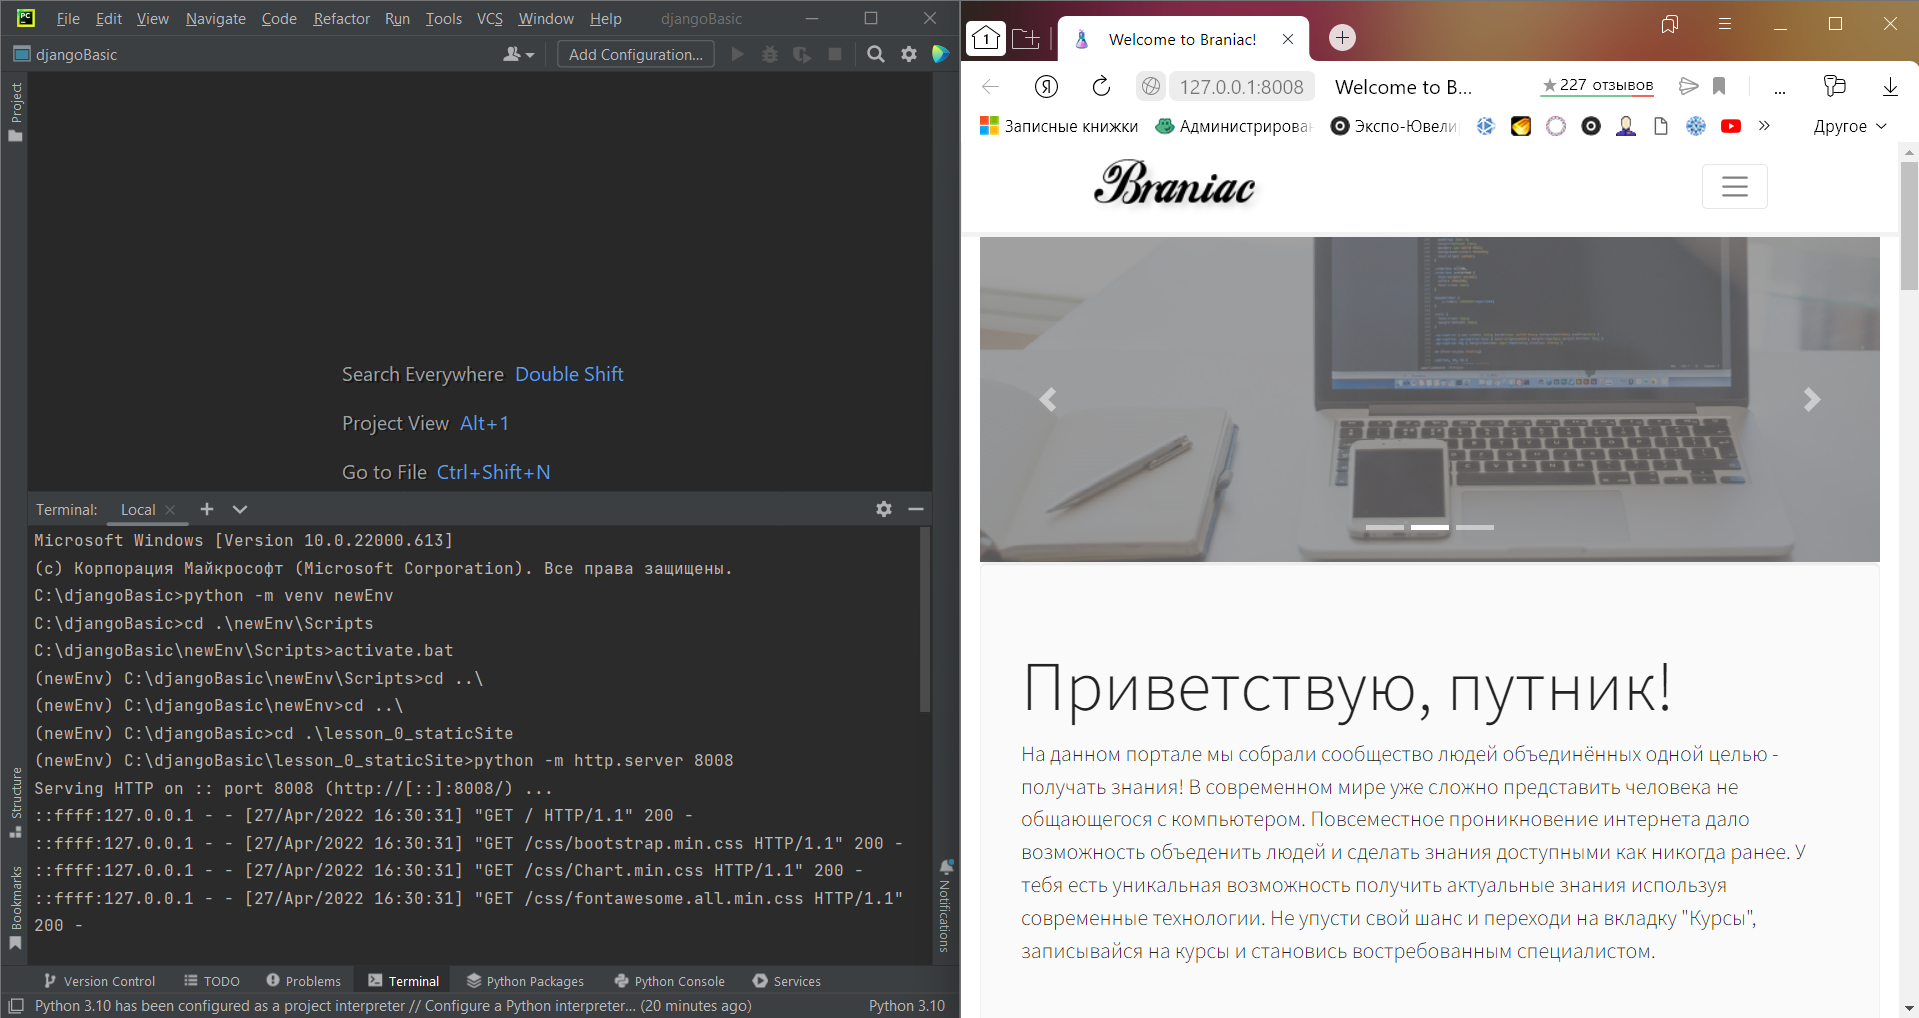 File Edit View Navigate Code Refactor Run Tools VCS Window Help djangoBasic
djangoBasic
Add Configuration...
Project
Search Everywhere Double Shift
Project View Alt+1
Go to File Ctrl+Shift+N
Terminal: Local
Microsoft Windows [Version 10.0.22000.613]
(c) Корпорация Майкрософт (Microsoft Corporation). Все права защищены.
C:\djangoBasic>python -m venv newEnv
C:\djangoBasic>cd .\newEnv\Scripts
C:\djangoBasic\newEnv\Scripts>activate.bat
(newEnv) C:\djangoBasic\newEnv\Scripts>cd ..\
(newEnv) C:\djangoBasic\newEnv>cd ..\
(newEnv) C:\djangoBasic>cd .\lesson_0_staticSite
(newEnv) C:\djangoBasic\lesson_0_staticSite>python -m http.server 8008
Serving HTTP on :: port 8008 (http://[::]:8008/) ...
::ffff:127.0.0.1 - - [27/Apr/2022 16:30:31] "GET / HTTP/1.1" 200 -
::ffff:127.0.0.1 - - [27/Apr/2022 16:30:31] "GET /css/bootstrap.min.css HTTP/1.1" 200 -
::ffff:127.0.0.1 - - [27/Apr/2022 16:30:31] "GET /css/Chart.min.css HTTP/1.1" 200 -
::ffff:127.0.0.1 - - [27/Apr/2022 16:30:31] "GET /css/fontawesome.all.min.css HTTP/1.1"
200 -
Structure
Bookmarks
Notifications
Version Control TODO Problems Terminal Python Packages Python Console Services
Python 3.10 has been configured as a project interpreter // Configure a Python interpreter... (20 minutes ago) Python 3.10
1 Welcome to Braniac!
Я 127.0.0.1:8008 Welcome to B... 227 отзывов ...
Записные книжки Администрирова Экспо-Ювели » Другое
Braniac
Приветствую, путник!
На данном портале мы собрали сообщество людей объединённых одной целью -
получать знания! В современном мире уже сложно представить человека не
общающегося с компьютером. Повсеместное проникновение интернета дало
возможность объеденить людей и сделать знания доступными как никогда ранее. У
тебя есть уникальная возможность получить актуальные знания используя
современные технологии. Не упусти свой шанс и переходи на вкладку "Курсы",
записывайся на курсы и становись востребованным специалистом.